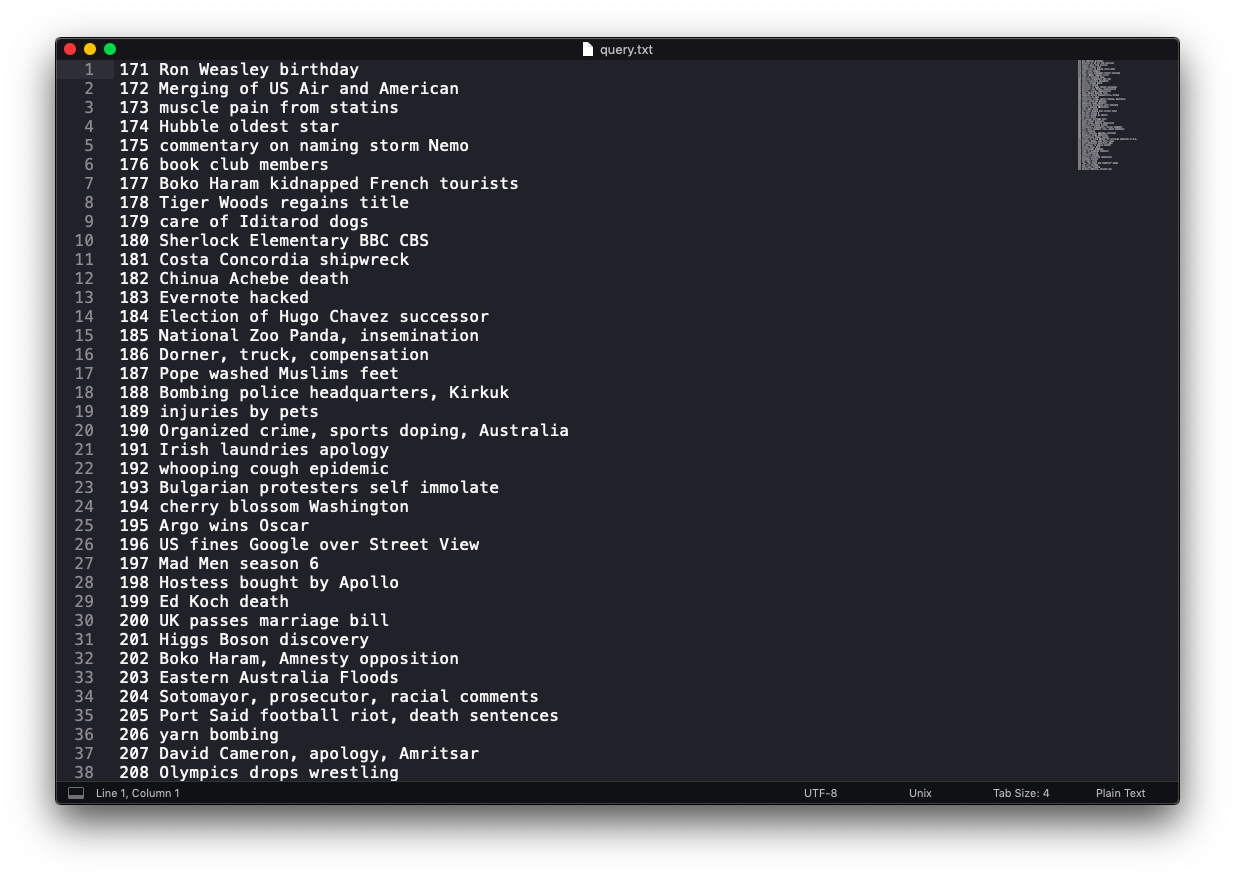 query.txt
1 171 Ron Weasley birthday
2 172 Merging of US Air and American
3 173 muscle pain from statins
4 174 Hubble oldest star
5 175 commentary on naming storm Nemo
6 176 book club members
7 177 Boko Haram kidnapped French tourists
8 178 Tiger Woods regains title
9 179 care of Iditarod dogs
10 180 Sherlock Elementary BBC CBS
11 181 Costa Concordia shipwreck
12 182 Chinua Achebe death
13 183 Evernote hacked
14 184 Election of Hugo Chavez successor
15 185 National Zoo Panda, insemination
16 186 Dorner, truck, compensation
17 187 Pope washed Muslims feet
18 188 Bombing police headquarters, Kirkuk
19 189 injuries by pets
20 190 Organized crime, sports doping, Australia
21 191 Irish laundries apology
22 192 whooping cough epidemic
23 193 Bulgarian protesters self immolate
24 194 cherry blossom Washington
25 195 Argo wins Oscar
26 196 US fines Google over Street View
27 197 Mad Men season 6
28 198 Hostess bought by Apollo
29 199 Ed Koch death
30 200 UK passes marriage bill
31 201 Higgs Boson discovery
32 202 Boko Haram, Amnesty opposition
33 203 Eastern Australia Floods
34 204 Sotomayor, prosecutor, racial comments
35 205 Port Said football riot, death sentences
36 206 yarn bombing
37 207 David Cameron, apology, Amritsar
38 208 Olympics drops wrestling
Line 1, Column 1 UTF-8 Unix Tab Size: 4 Plain Text